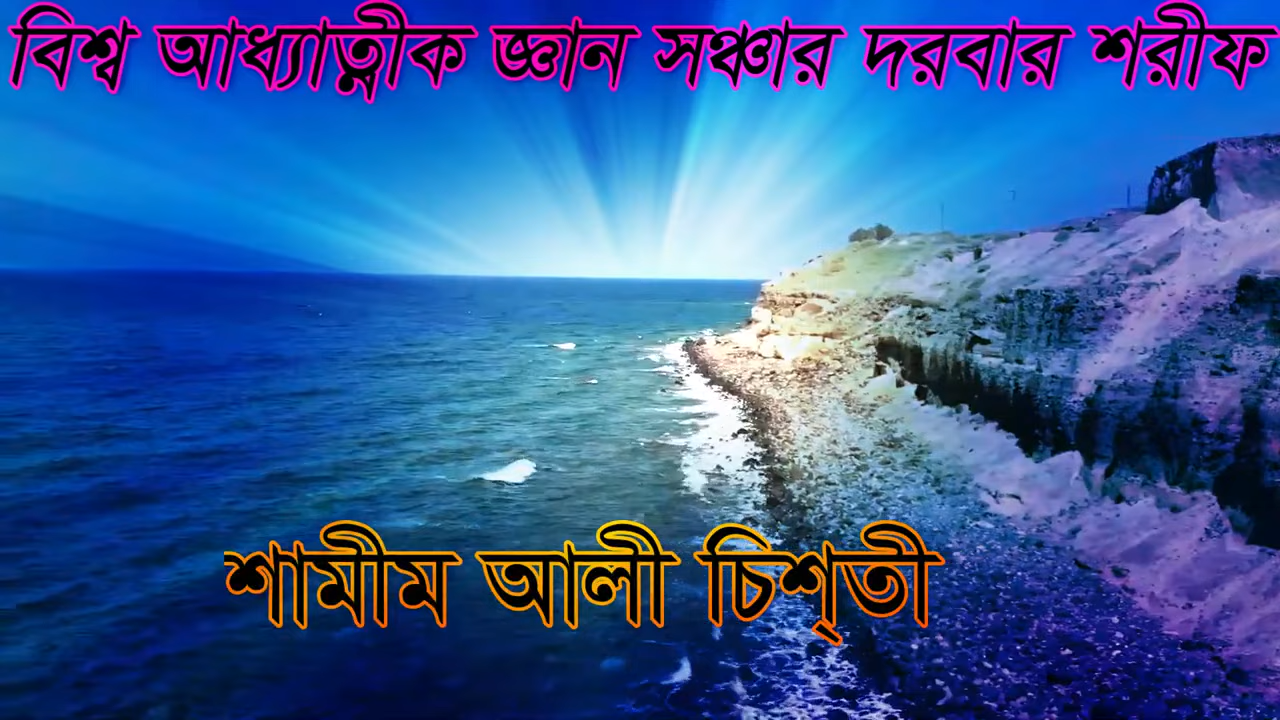 বিশ্ব আধ্যাত্নীক জ্ঞান সঞ্চার দরবার শরীফ
শামীম আলী চিশ্‌তী